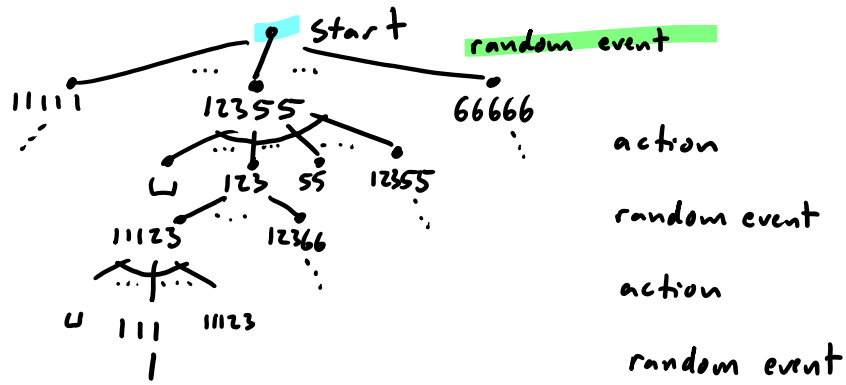 start
random event
... ...
11111 12355 66666
action
... ... ...
␣ 123 55 12355
random event
...
11123 12366
action
... ...
␣ 111 11123
random event